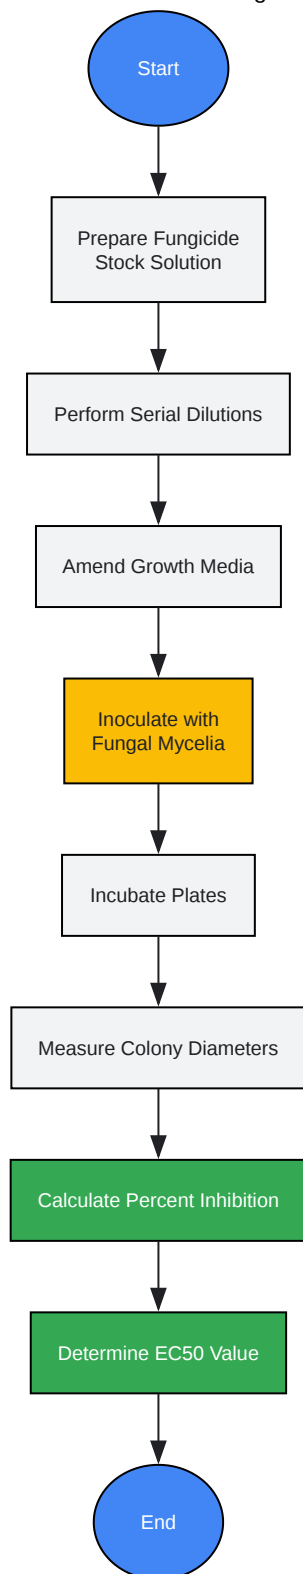 Start
Prepare Fungicide
Stock Solution
Perform Serial Dilutions
Amend Growth Media
Inoculate with
Fungal Mycelia
Incubate Plates
Measure Colony Diameters
Calculate Percent Inhibition
Determine EC50 Value
End